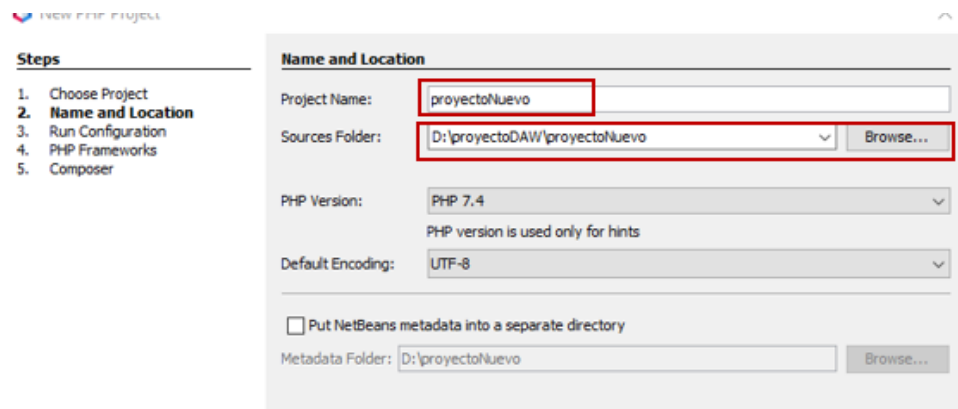 New PHP Project
Steps
1. Choose Project
2. Name and Location
3. Run Configuration
4. PHP Frameworks
5. Composer
Name and Location
Project Name: proyectoNuevo
Sources Folder: D:\proyectoDAW\proyectoNuevo Browse...
PHP Version: PHP 7.4
PHP version is used only for hints
Default Encoding: UTF-8
Put NetBeans metadata into a separate directory
Metadata Folder: D:\proyectoNuevo Browse...